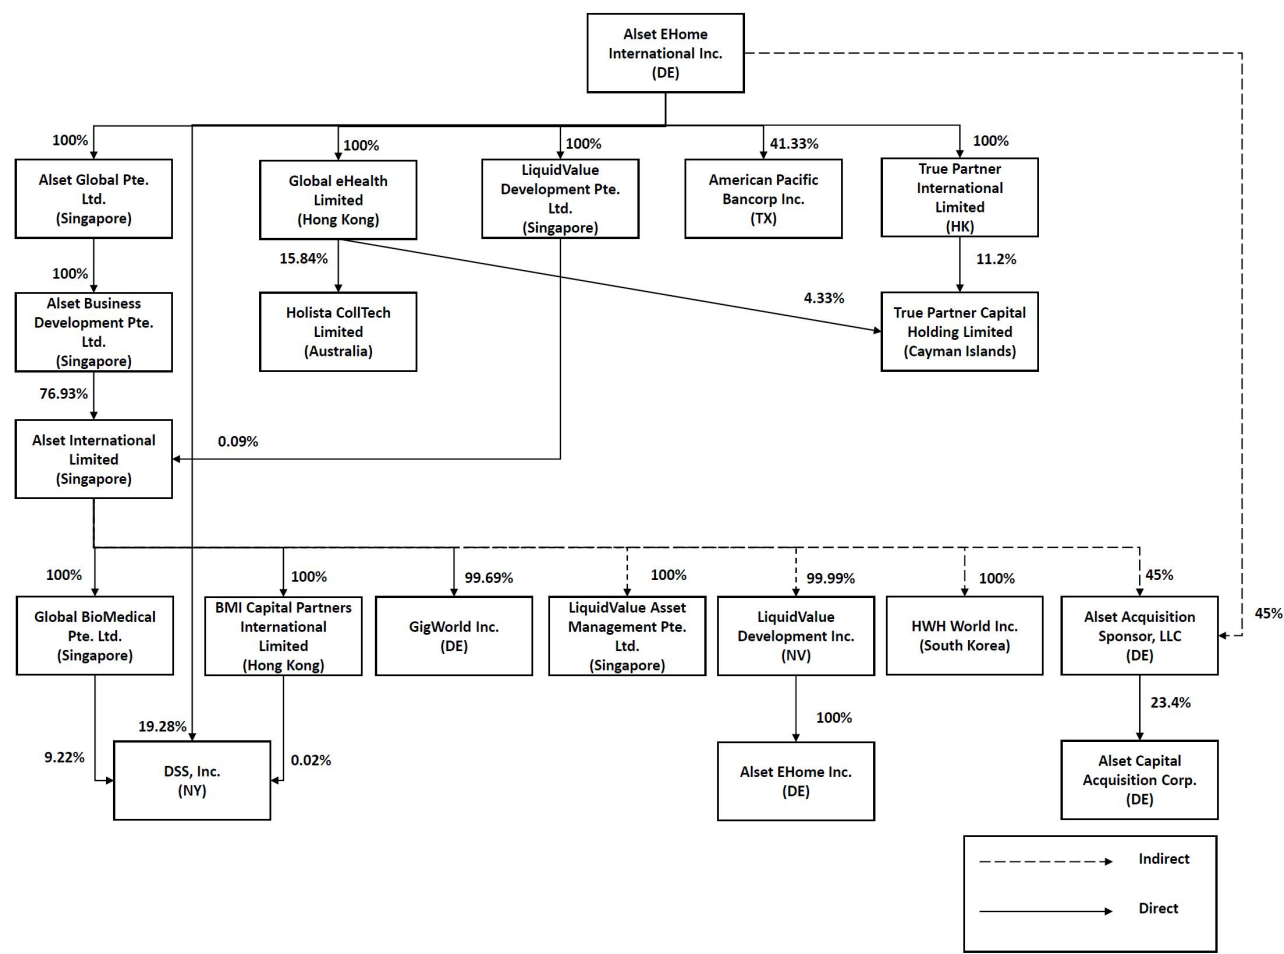 Alset EHome
International Inc.
(DE)
100%
100%
100%
41.33%
100%
Alset Global Pte.
Ltd.
(Singapore)
Global eHealth
Limited
(Hong Kong)
LiquidValue
Development Pte.
Ltd.
(Singapore)
American Pacific
Bancorp Inc.
(TX)
True Partner
International
Limited
(HK)
100%
15.84%
4.33%
11.2%
Alset Business
Development Pte.
Ltd.
(Singapore)
Holista CollTech
Limited
(Australia)
True Partner Capital
Holding Limited
(Cayman Islands)
76.93%
0.09%
Alset International
Limited
(Singapore)
100%
100%
99.69%
100%
99.99%
100%
45%
45%
Global BioMedical
Pte. Ltd.
(Singapore)
BMI Capital Partners
International
Limited
(Hong Kong)
GigWorld Inc.
(DE)
LiquidValue Asset
Management Pte.
Ltd.
(Singapore)
LiquidValue
Development Inc.
(NV)
HWH World Inc.
(South Korea)
Alset Acquisition
Sponsor, LLC
(DE)
9.22%
19.28%
0.02%
100%
23.4%
DSS, Inc.
(NY)
Alset EHome Inc.
(DE)
Alset Capital
Acquisition Corp.
(DE)
Indirect
Direct